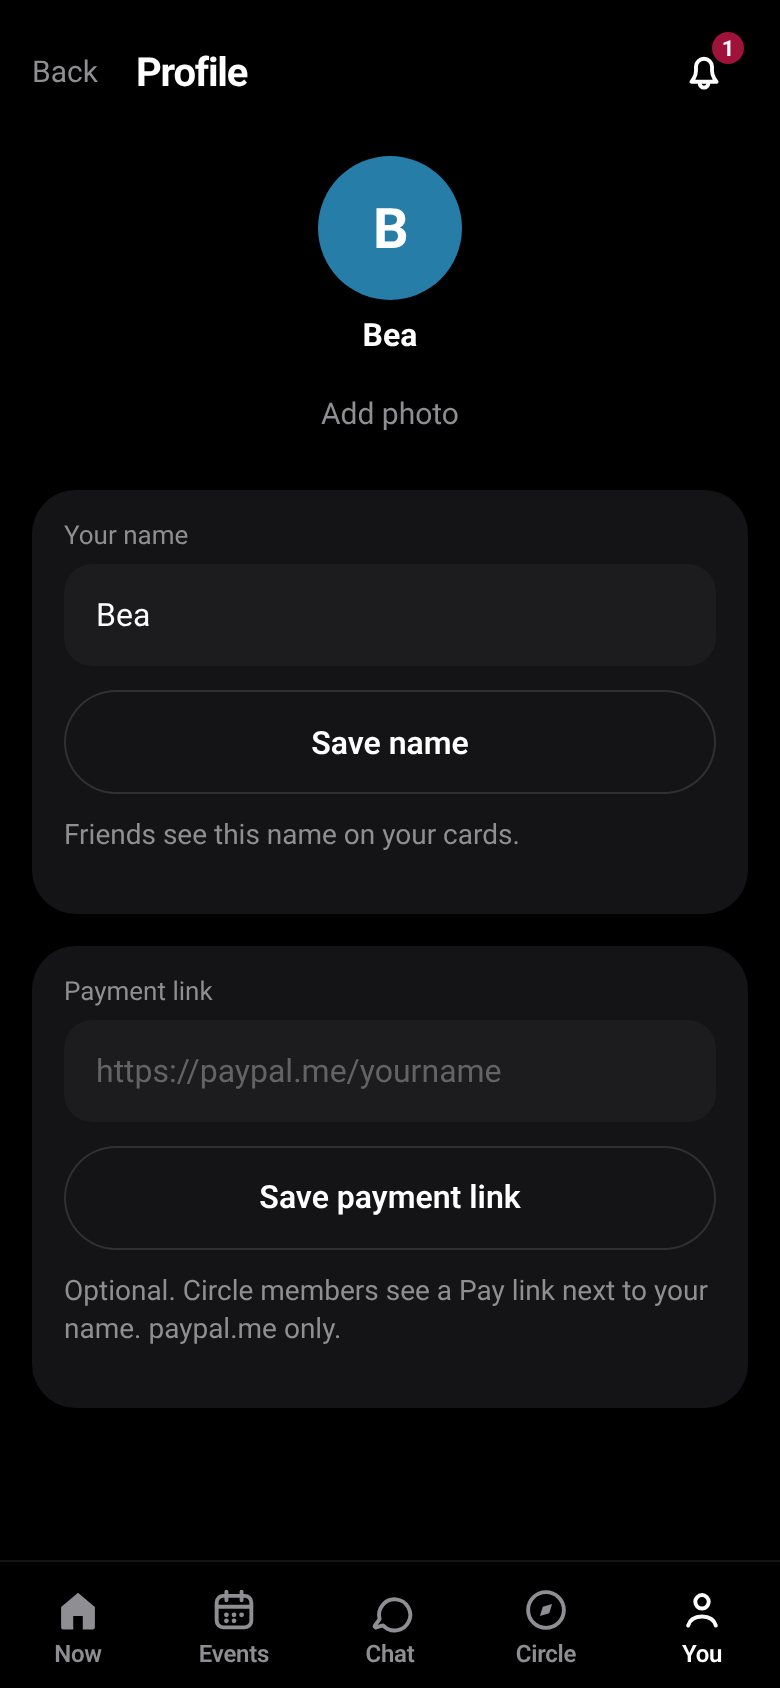 Back
Profile
1
B
Bea
Add photo
Your name
Bea
Save name
Friends see this name on your cards.
Payment link
https://paypal.me/yourname
Save payment link
Optional. Circle members see a Pay link next to your
name. paypal.me only.
Now
Events
Chat
Circle
You